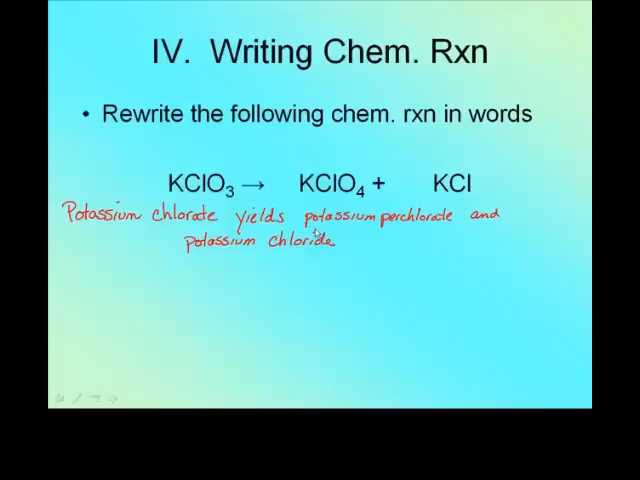 IV. Writing Chem. Rxn
• Rewrite the following chem. rxn in words
KClO₃ → KClO₄ + KCl
Potassium chlorate yields potassium perchlorate and
potassium chloride